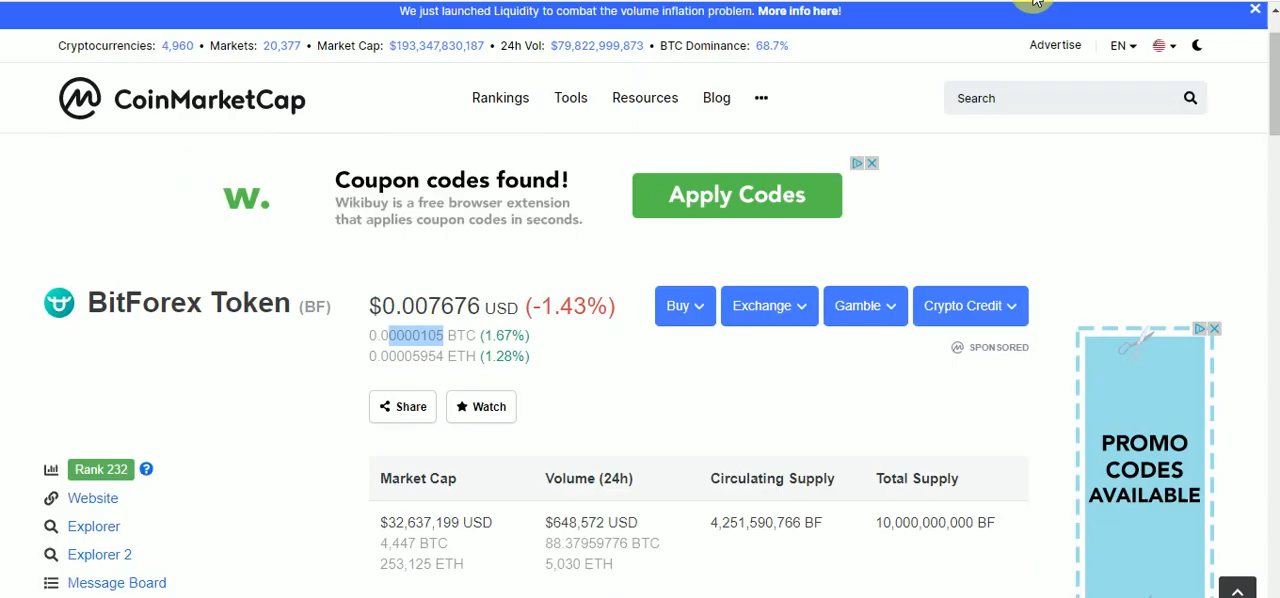 We just launched Liquidity to combat the volume inflation problem. More info here!
Cryptocurrencies: 4,960 • Markets: 20,377 • Market Cap: $193,347,830,187 • 24h Vol: $79,822,999,873 • BTC Dominance: 68.7%
Advertise EN
CoinMarketCap
Rankings Tools Resources Blog •••
Search
w.
Coupon codes found!
Wikibuy is a free browser extension
that applies coupon codes in seconds.
Apply Codes
BitForex Token (BF)
$0.007676 USD (-1.43%)
0.00000105 BTC (1.67%)
0.00005954 ETH (1.28%)
Buy Exchange Gamble Crypto Credit
SPONSORED
Share Watch
Rank 232 ?
Website
Explorer
Explorer 2
Message Board
Market Cap Volume (24h) Circulating Supply Total Supply
$32,637,199 USD $648,572 USD 4,251,590,766 BF 10,000,000,000 BF
4,447 BTC 88.37959776 BTC
253,125 ETH 5,030 ETH
PROMO
CODES
AVAILABLE